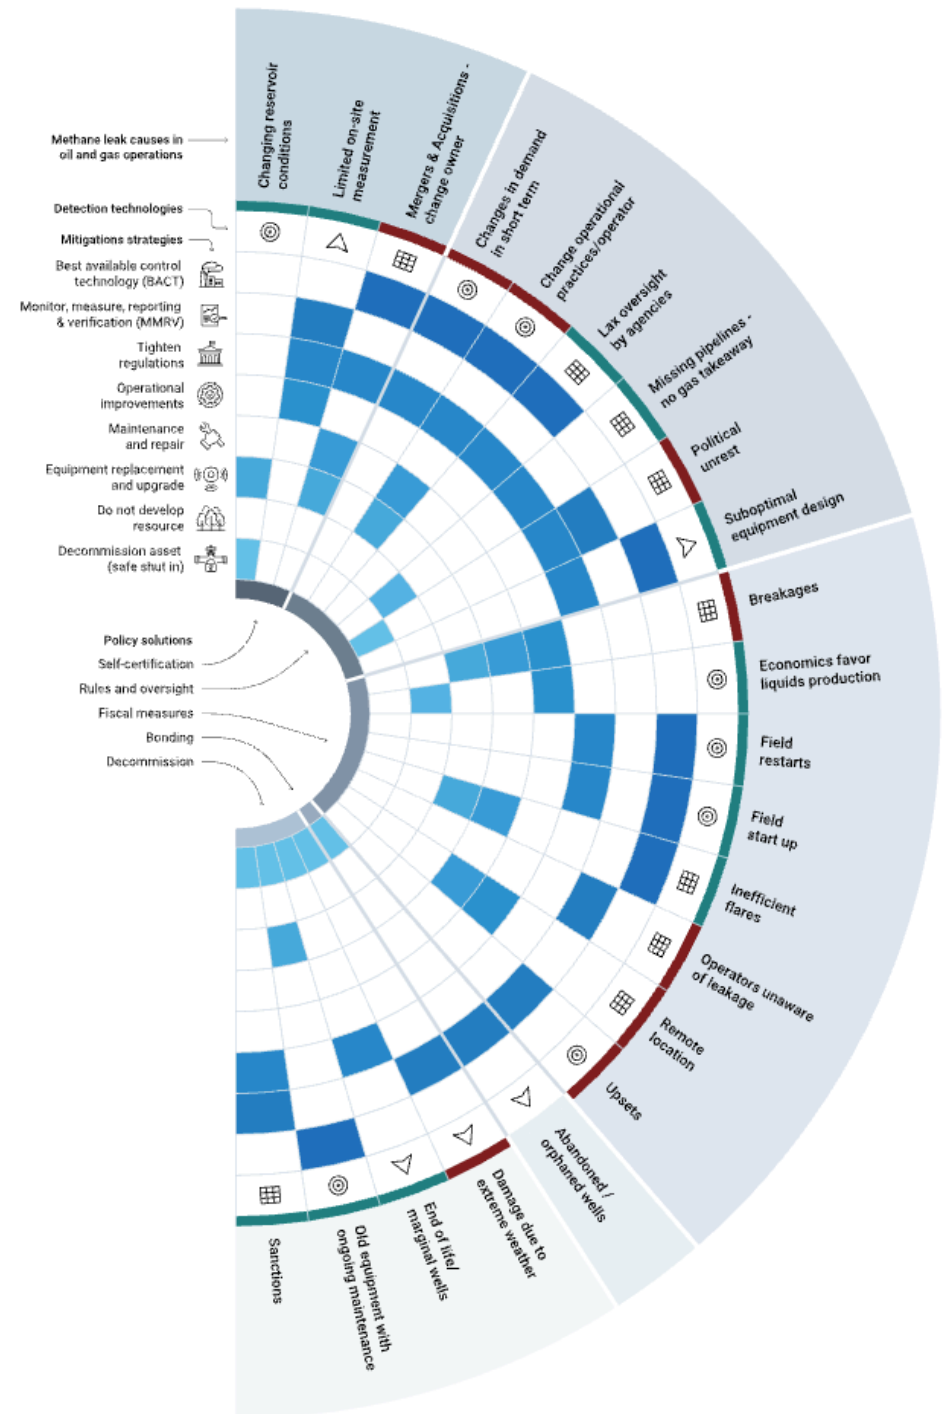 Methane leak causes in
oil and gas operations
Detection technologies
Mitigations strategies
Best available control
technology (BACT)
Monitor, measure, reporting
& verification (MMRV)
Tighten
regulations
Operational
improvements
Maintenance
and repair
Equipment replacement
and upgrade
Do not develop
resource
Decommission asset
(safe shut in)
Policy solutions
Self-certification
Rules and oversight
Fiscal measures
Bonding
Decommission
Changing reservoir
conditions
Limited on-site
measurement
Mergers & Acquisitions -
change owner
Changes in demand
in short term
Change operational
practices/operator
Lax oversight
by agencies
Missing pipelines -
no gas takeaway
Political
unrest
Suboptimal
equipment design
Breakages
Economics favor
liquids production
Field
restarts
Field
start up
Inefficient
flares
Operators unaware
of leakage
Remote
location
Upsets
Abandoned /
orphaned wells
Damage due to
extreme weather
End of life/
marginal wells
Old equipment with
ongoing maintenance
Sanctions